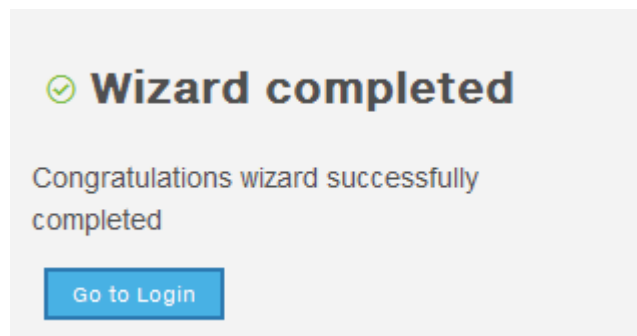 Wizard completed
Congratulations wizard successfully
completed
Go to Login